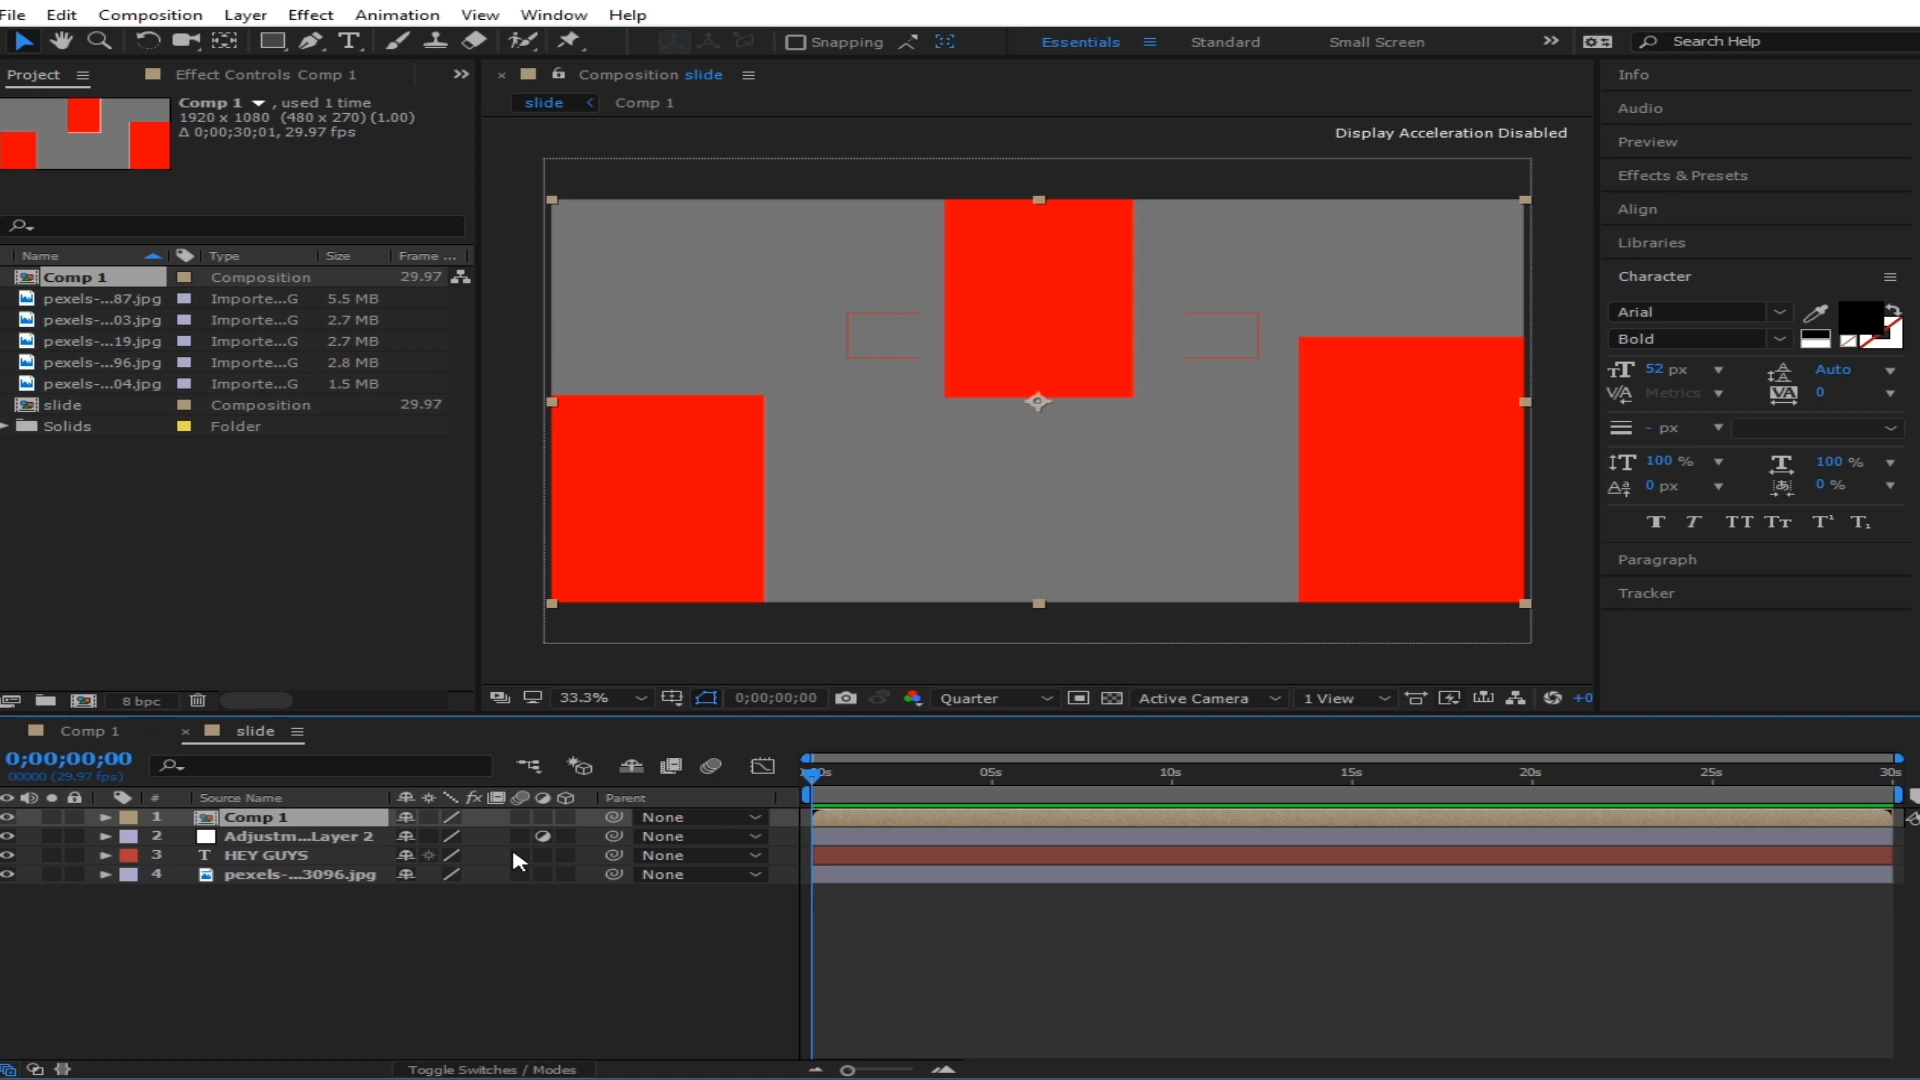 File Edit Composition Layer Effect Animation View Window Help
Snapping
Essentials Standard Small Screen Search Help
Project Effect Controls Comp 1
Composition slide
slide Comp 1
Comp 1 , used 1 time
1920 x 1080 (480 x 270) (1.00)
Δ 0;00;30;01, 29.97 fps
Display Acceleration Disabled
Name Type Size Frame ...
Comp 1 Composition 29.97
pexels-...87.jpg Importe...G 5.5 MB
pexels-...03.jpg Importe...G 2.7 MB
pexels-...19.jpg Importe...G 2.7 MB
pexels-...96.jpg Importe...G 2.8 MB
pexels-...04.jpg Importe...G 1.5 MB
slide Composition 29.97
Solids Folder
8 bpc
33.3% 0;00;00;00 Quarter Active Camera 1 View +0
Info
Audio
Preview
Effects & Presets
Align
Libraries
Character
Arial
Bold
52 px Auto
Metrics 0
- px
100 % 100 %
0 px 0 %
Paragraph
Tracker
Comp 1 slide
0;00;00;00
00000 (29.97 fps)
05s 10s 15s 20s 25s 30s
# Source Name Parent
1 Comp 1 None
2 Adjustm...Layer 2 None
3 HEY GUYS None
4 pexels-...3096.jpg None
Toggle Switches / Modes